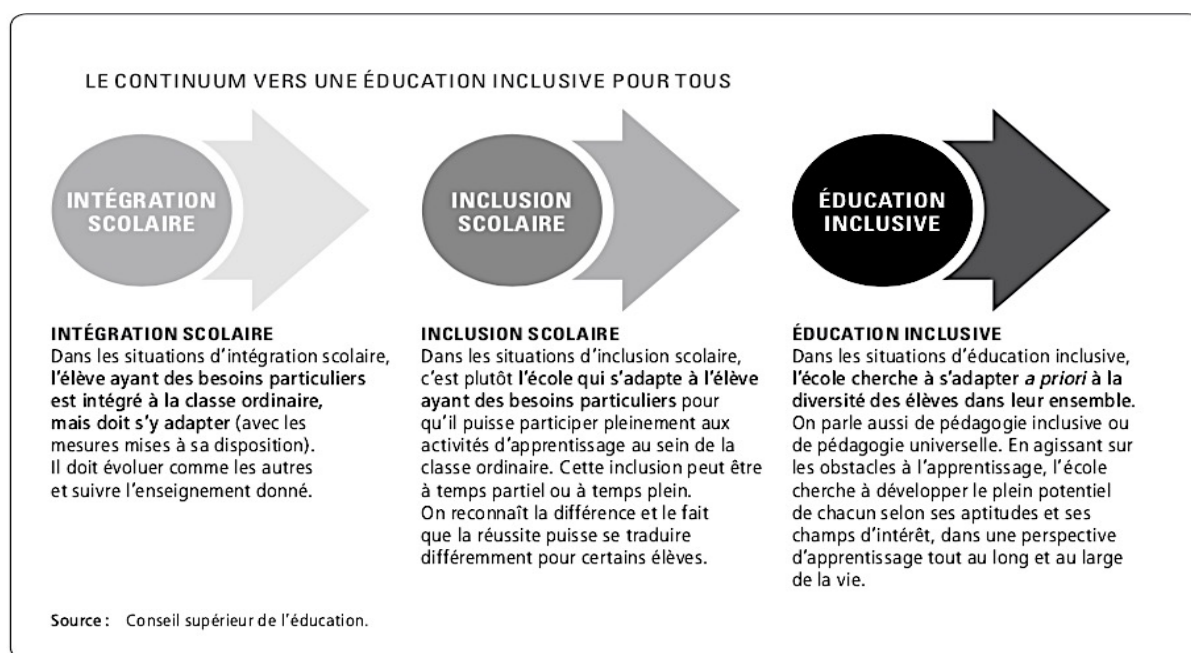 LE CONTINUUM VERS UNE ÉDUCATION INCLUSIVE POUR TOUS
INTÉGRATION
SCOLAIRE
INCLUSION
SCOLAIRE
ÉDUCATION
INCLUSIVE
INTÉGRATION SCOLAIRE
Dans les situations d'intégration scolaire,
l'élève ayant des besoins particuliers
est intégré à la classe ordinaire,
mais doit s'y adapter (avec les
mesures mises à sa disposition).
Il doit évoluer comme les autres
et suivre l'enseignement donné.
INCLUSION SCOLAIRE
Dans les situations d'inclusion scolaire,
c'est plutôt l'école qui s'adapte à l'élève
ayant des besoins particuliers pour
qu'il puisse participer pleinement aux
activités d'apprentissage au sein de la
classe ordinaire. Cette inclusion peut être
à temps partiel ou à temps plein.
On reconnaît la différence et le fait
que la réussite puisse se traduire
différemment pour certains élèves.
ÉDUCATION INCLUSIVE
Dans les situations d'éducation inclusive,
l'école cherche à s'adapter a priori à la
diversité des élèves dans leur ensemble.
On parle aussi de pédagogie inclusive ou
de pédagogie universelle. En agissant sur
les obstacles à l'apprentissage, l'école
cherche à développer le plein potentiel
de chacun selon ses aptitudes et ses
champs d'intérêt, dans une perspective
d'apprentissage tout au long et au large
de la vie.
Source : Conseil supérieur de l'éducation.